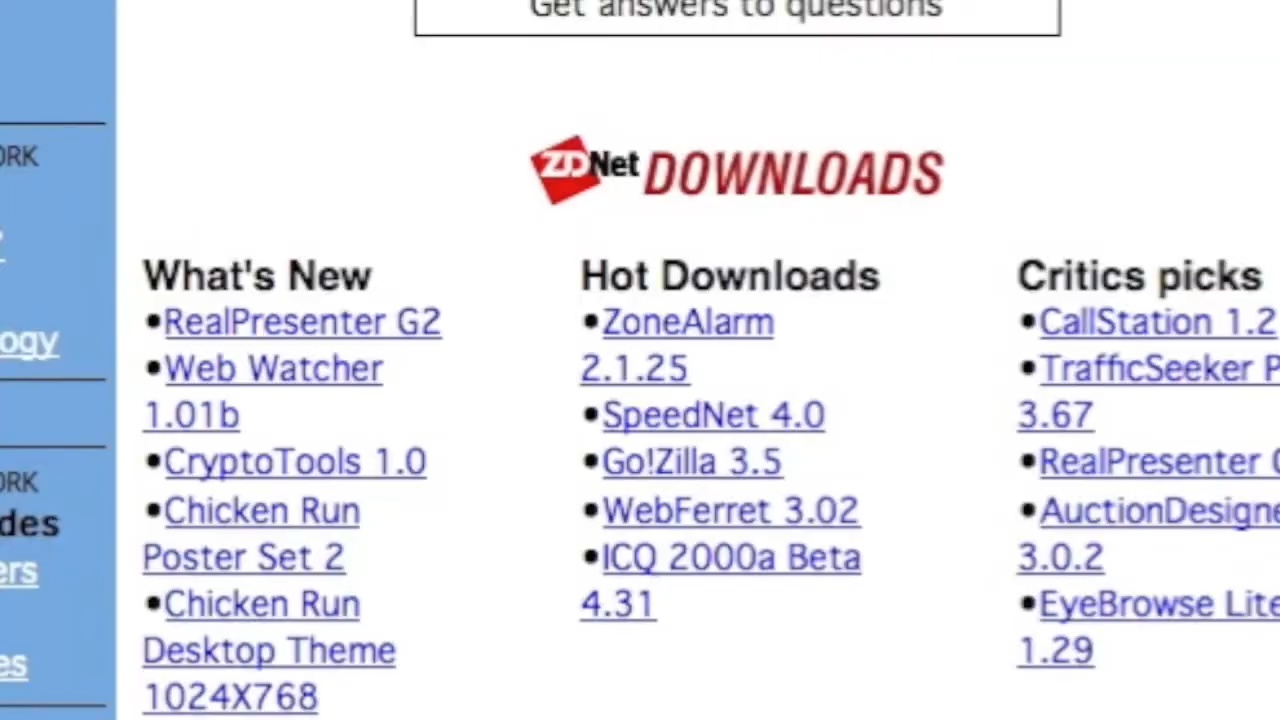 Get answers to questions
ORK
ogy
ORK
des
ers
es
ZDNet DOWNLOADS
What's New
•RealPresenter G2
•Web Watcher
1.01b
•CryptoTools 1.0
•Chicken Run
Poster Set 2
•Chicken Run
Desktop Theme
1024X768
Hot Downloads
•ZoneAlarm
2.1.25
•SpeedNet 4.0
•Go!Zilla 3.5
•WebFerret 3.02
•ICQ 2000a Beta
4.31
Critics picks
•CallStation 1.2
•TrafficSeeker P
3.67
•RealPresenter
•AuctionDesigne
3.0.2
•EyeBrowse Lite
1.29